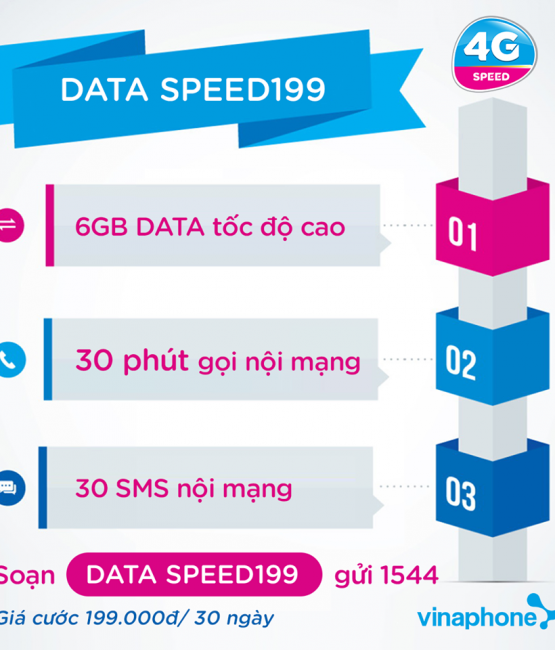 4G
SPEED
DATA SPEED199
6GB DATA tốc độ cao
01
30 phút gọi nội mạng
02
30 SMS nội mạng
03
Soạn DATA SPEED199 gửi 1544
Giá cước 199.000đ/ 30 ngày
vinaphone